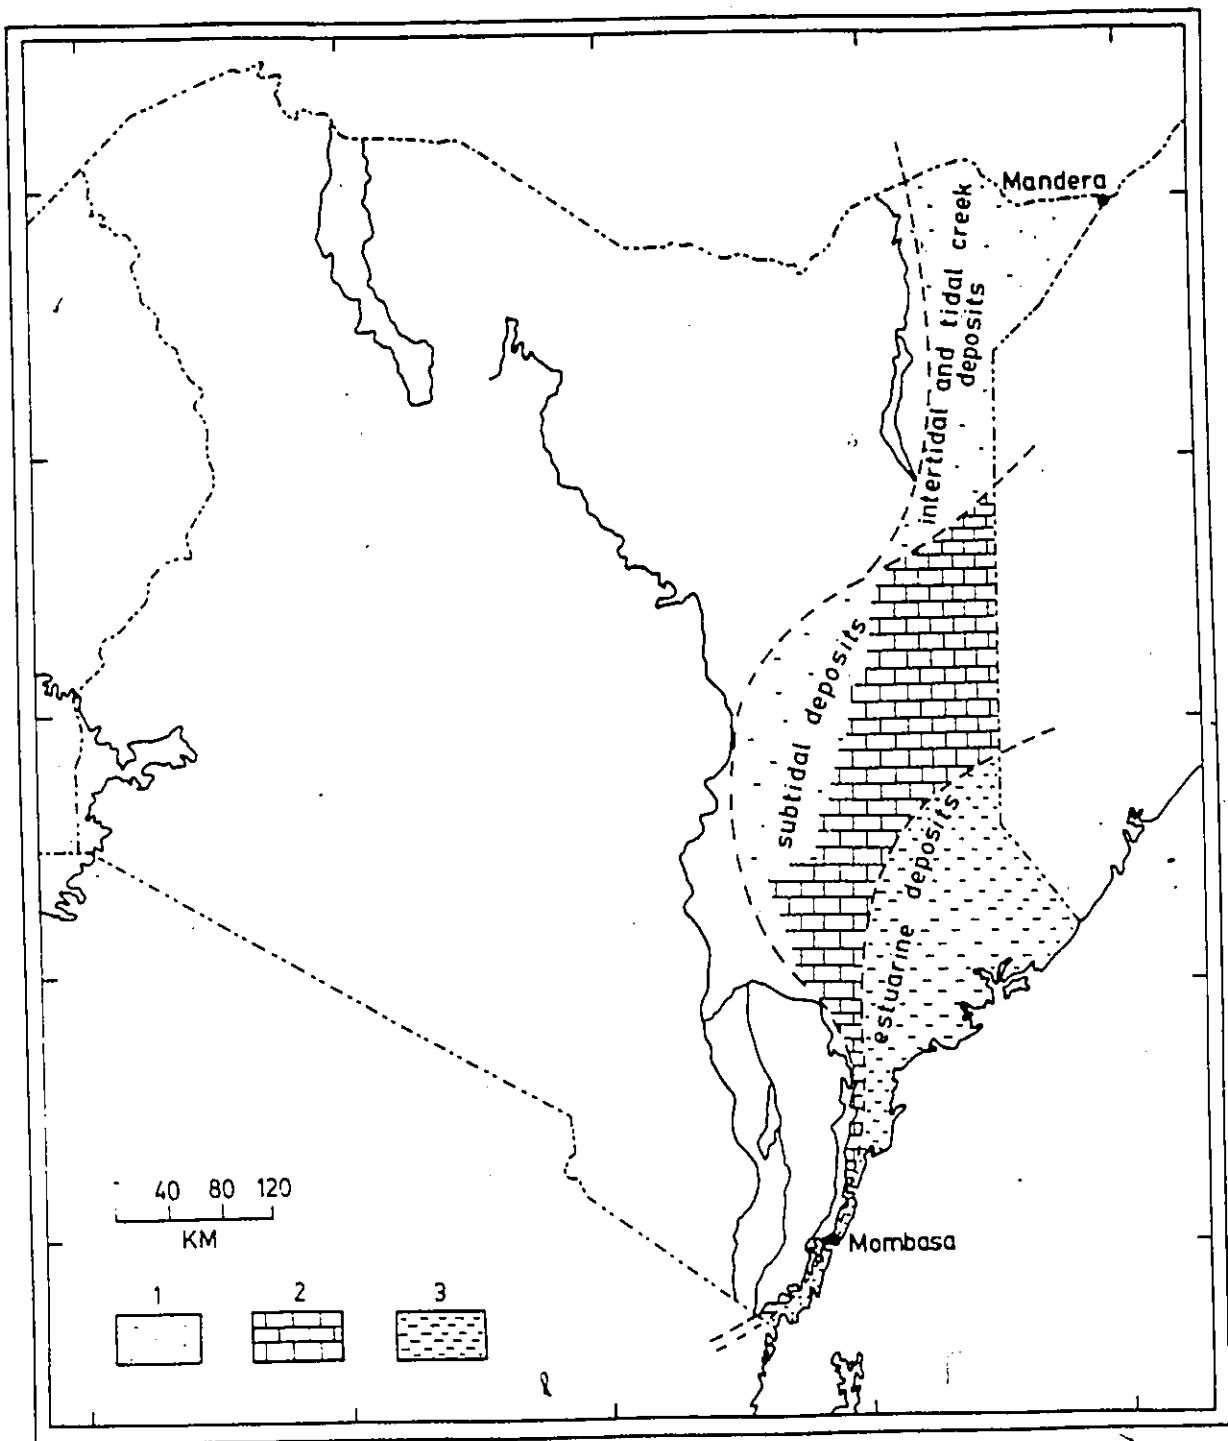 Mandera
intertidal and tidal creek
deposits
subtidal deposits
estuarine deposits
40 80 120
KM
Mombasa
1 2 3